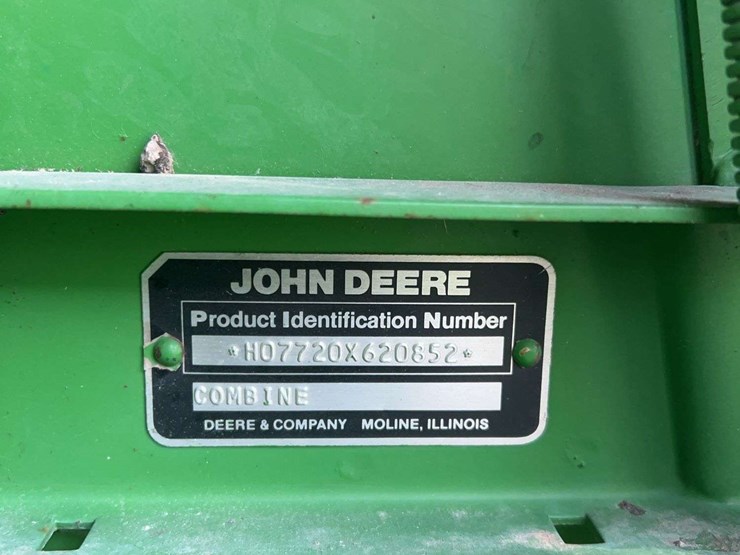 JOHN DEERE
Product Identification Number
*H07720X620852*
COMBINE
DEERE & COMPANY MOLINE, ILLINOIS